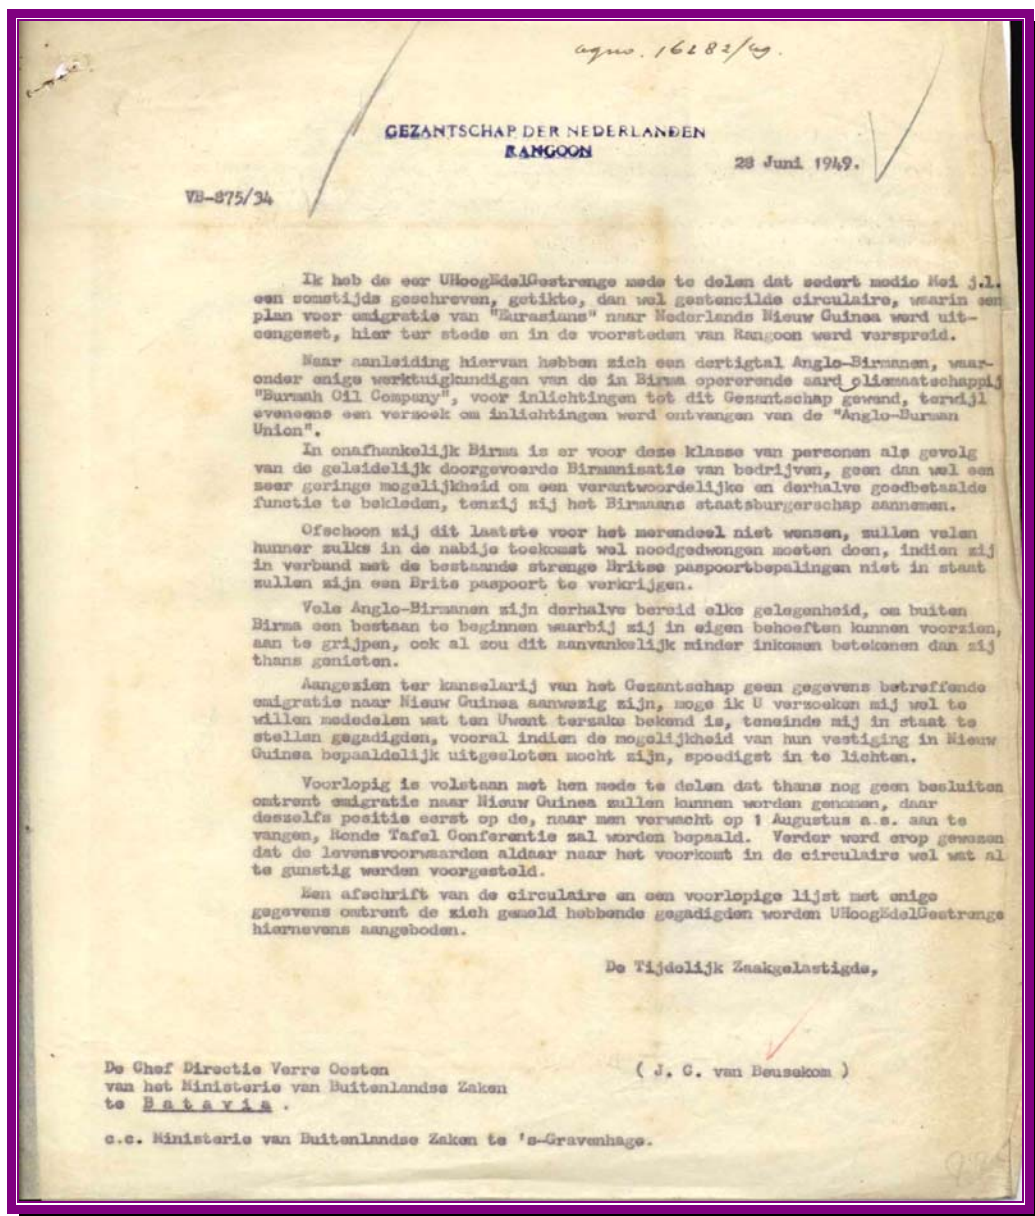 agno. 16282/
GEZANTSCHAP DER NEDERLANDEN
RANGOON
28 Juni 1949.
VB-875/34
Ik heb de eer UHoogEdelGestrenge mede te delen dat sedert medio Mei j.l.
een somstijds geschreven, getikte, dan wel gestencilde circulaire, waarin een
plan voor emigratie van "Eurasians" naar Nederlands Nieuw Guinea werd uit-
eengezet, hier ter stede en in de voorsteden van Rangoon werd verspreid.
Naar aanleiding hiervan hebben zich een dertigtal Anglo-Birmanen, waar-
onder enige werktuigkundigen van de in Birma opererende aard oliemaatschappij
"Burmah Oil Company", voor inlichtingen tot dit Gezantschap gewend, terwijl
eveneens een verzoek om inlichtingen werd ontvangen van de "Anglo-Burman
Union".
In onafhankelijk Birma is er voor deze klasse van personen als gevolg
van de geleidelijk doorgevoerde Birmanisatie van bedrijven, geen dan wel een
zeer geringe mogelijkheid om een verantwoordelijke en derhalve goedbetaalde
functie te bekleden, tenzij zij het Birmaans staatsburgerschap aannemen.
Ofschoon zij dit laatste voor het merendeel niet wensen, zullen velen
hunner zulks in de nabije toekomst wel noodgedwongen moeten doen, indien zij
in verband met de bestaande strenge Britse paspoortbepalingen niet in staat
zullen zijn een Brits paspoort te verkrijgen.
Vele Anglo-Birmanen zijn derhalve bereid elke gelegenheid, om buiten
Birma een bestaan te beginnen waarbij zij in eigen behoeften kunnen voorzien,
aan te grijpen, ook al zou dit aanvankelijk minder inkomen betekenen dan zij
thans genieten.
Aangezien ter kanselarij van het Gezantschap geen gegevens betreffende
emigratie naar Nieuw Guinea aanwezig zijn, moge ik U verzoeken mij wel te
willen mededelen wat ten Uwent terzake bekend is, teneinde mij in staat te
stellen gegadigden, vooral indien de mogelijkheid van hun vestiging in Nieuw
Guinea bepaaldelijk uitgesloten mocht zijn, spoedigst in te lichten.
Voorlopig is volstaan met hen mede te delen dat thans nog geen besluiten
omtrent emigratie naar Nieuw Guinea zullen kunnen worden genomen, daar
deszelfs positie eerst op de, naar men verwacht op 1 Augustus a.s. aan te
vangen, Ronde Tafel Conferentie zal worden bepaald. Verder werd erop gewezen
dat de levensvoorwaarden aldaar naar het voorkomt in de circulaire wel wat al
te gunstig werden voorgesteld.
Een afschrift van de circulaire en een voorlopige lijst met enige
gegevens omtrent de zich gemeld hebbende gegadigden worden UHoogEdelGestrenge
hiernevens aangeboden.
De Tijdelijk Zaakgelastigde,
( J. C. van Beusekom )
De Chef Directie Verre Oosten
van het Ministerie van Buitenlandse Zaken
te Batavia .
c.c. Ministerie van Buitenlandse Zaken te 's-Gravenhage.